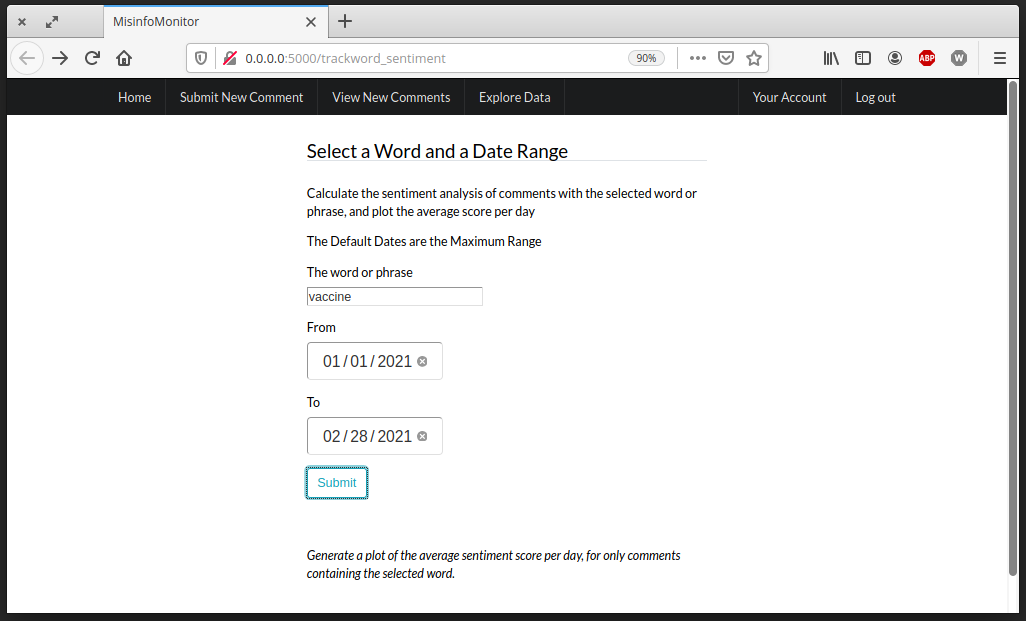 MisinfoMonitor
0.0.0.0:5000/trackword_sentiment
90%
ABP
W
Home
Submit New Comment
View New Comments
Explore Data
Your Account
Log out
Select a Word and a Date Range
Calculate the sentiment analysis of comments with the selected word or
phrase, and plot the average score per day
The Default Dates are the Maximum Range
The word or phrase
vaccine
From
01/01/2021
To
02/28/2021
Submit
Generate a plot of the average sentiment score per day, for only comments
containing the selected word.